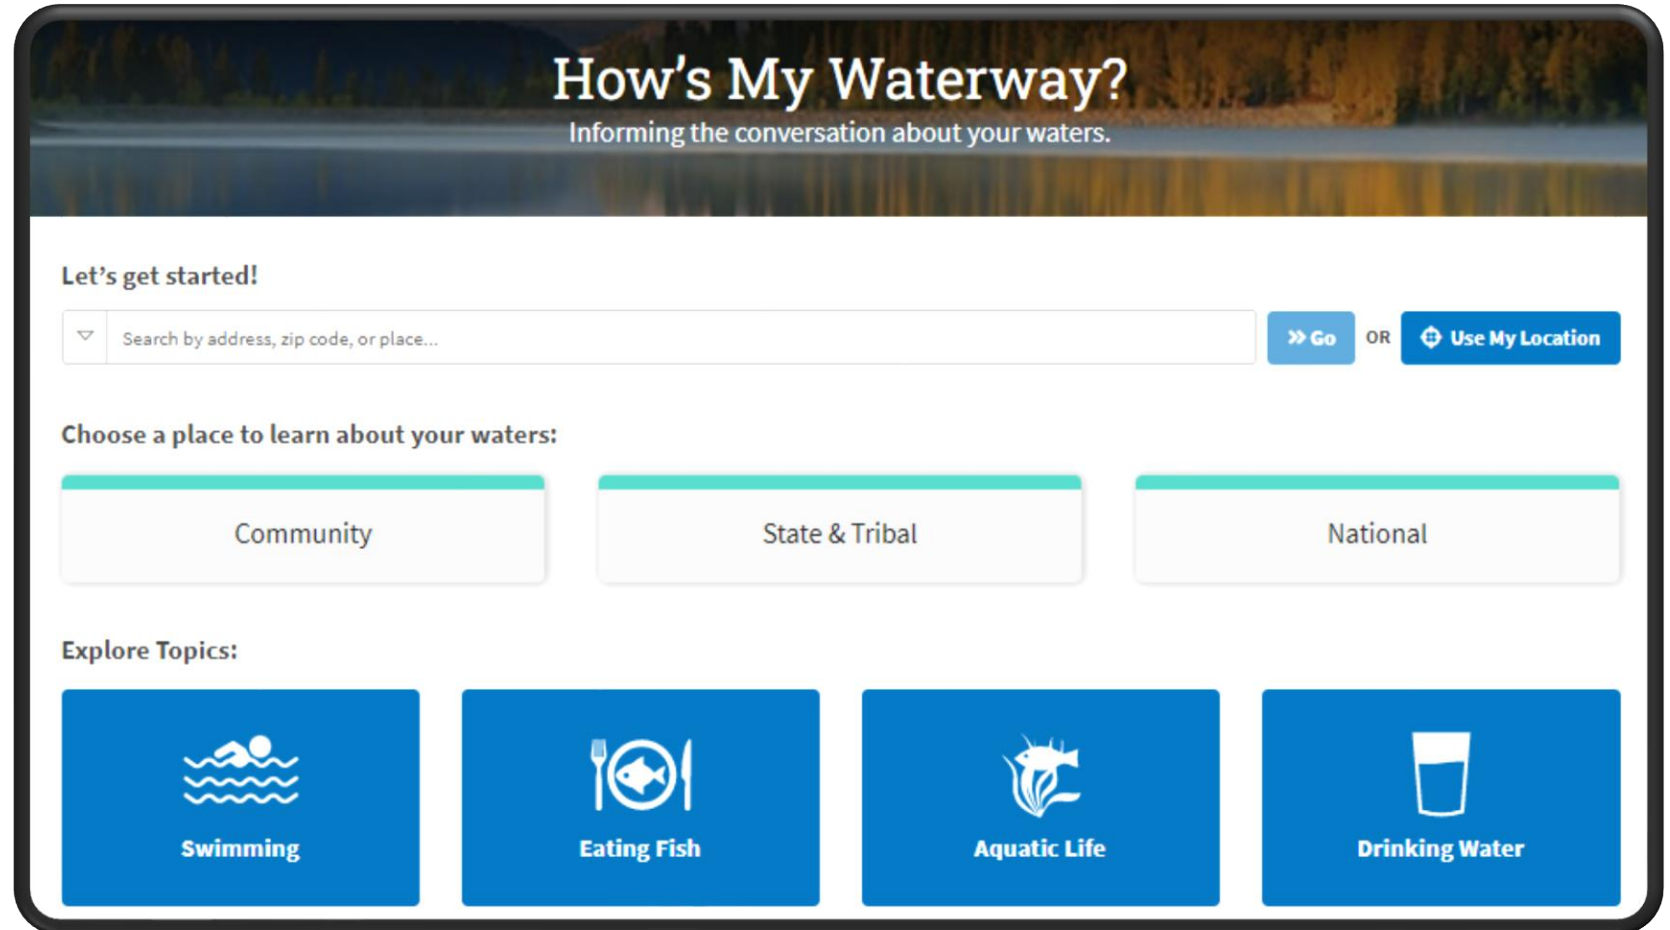 How's My Waterway?
Informing the conversation about your waters.
Let's get started!
Search by address, zip code, or place...
Go
OR
Use My Location
Choose a place to learn about your waters:
Community
State & Tribal
National
Explore Topics:
Swimming
Eating Fish
Aquatic Life
Drinking Water